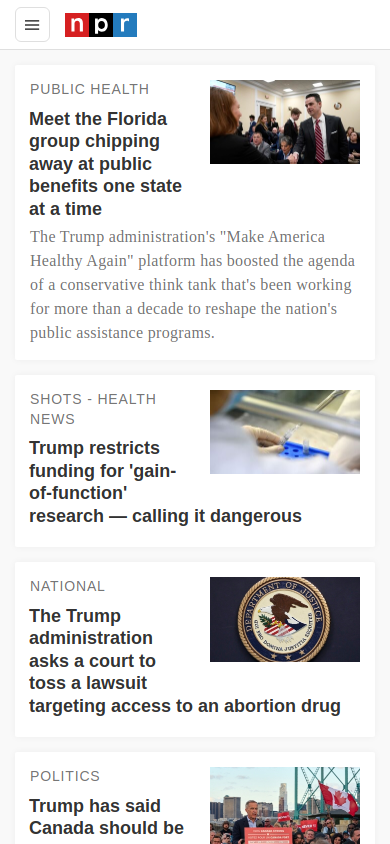 npr
PUBLIC HEALTH
Meet the Florida
group chipping
away at public
benefits one state
at a time
The Trump administration's "Make America
Healthy Again" platform has boosted the agenda
of a conservative think tank that's been working
for more than a decade to reshape the nation's
public assistance programs.
SHOTS - HEALTH
NEWS
Trump restricts
funding for 'gain-
of-function'
research — calling it dangerous
NATIONAL
The Trump
administration
asks a court to
toss a lawsuit
targeting access to an abortion drug
DEPARTMENT OF JUSTICE
POLITICS
Trump has said
Canada should be